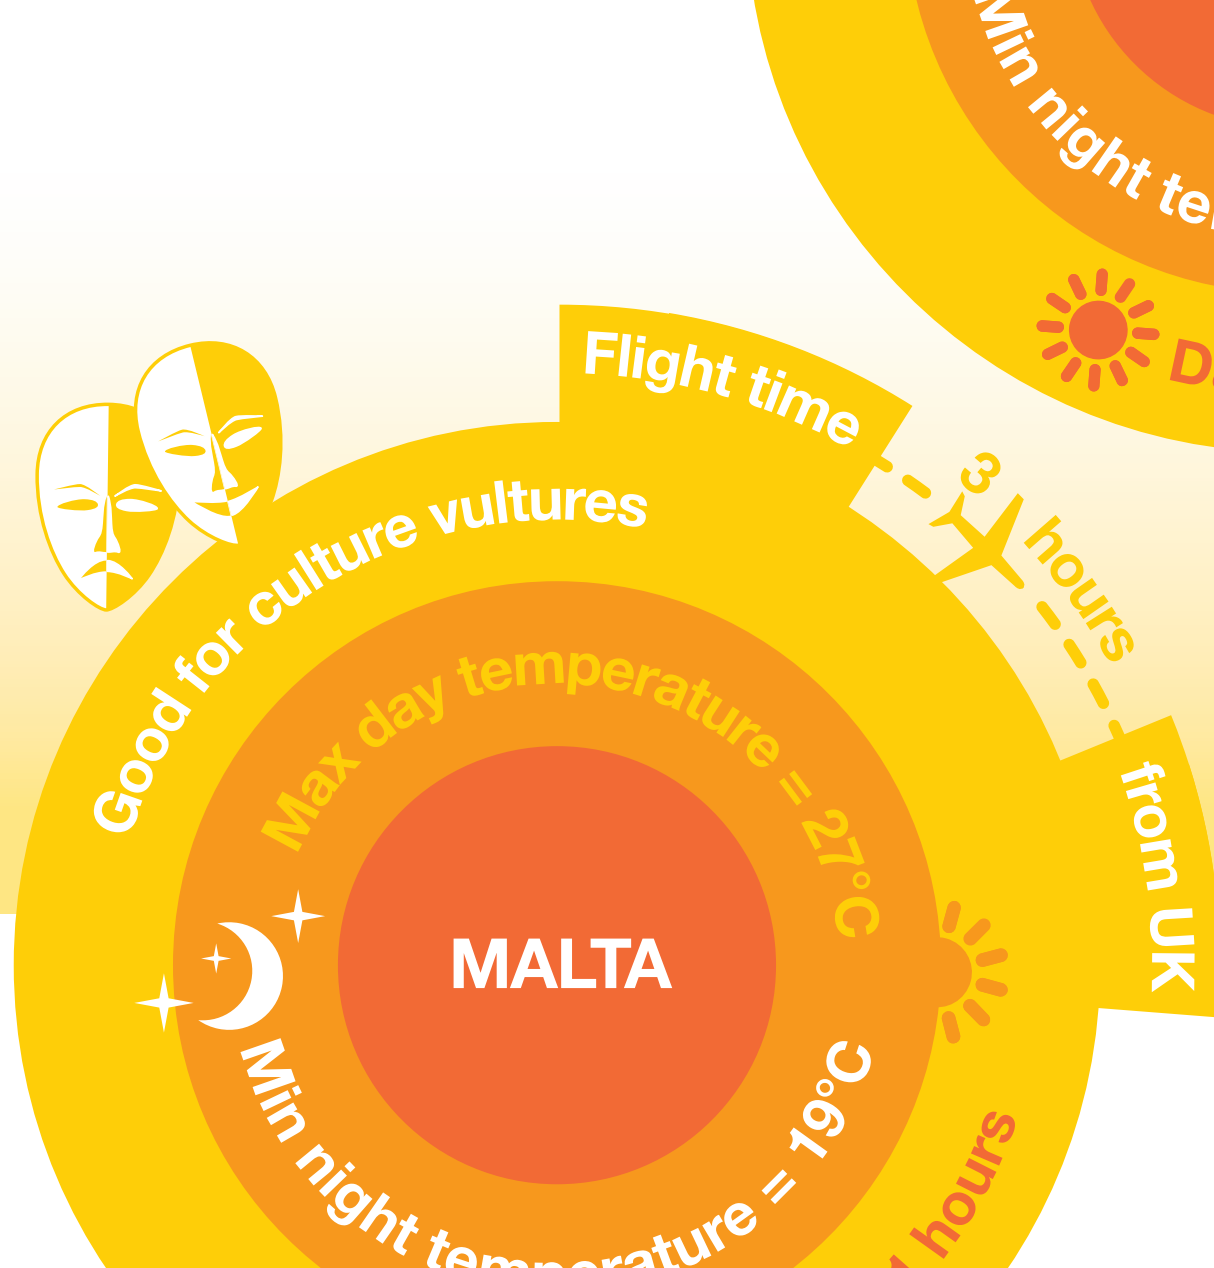 Min night
Flight time
3 hours
from UK
Good for culture vultures
Max day temperature = 27°C
MALTA
Min night temperature = 19°C
hours